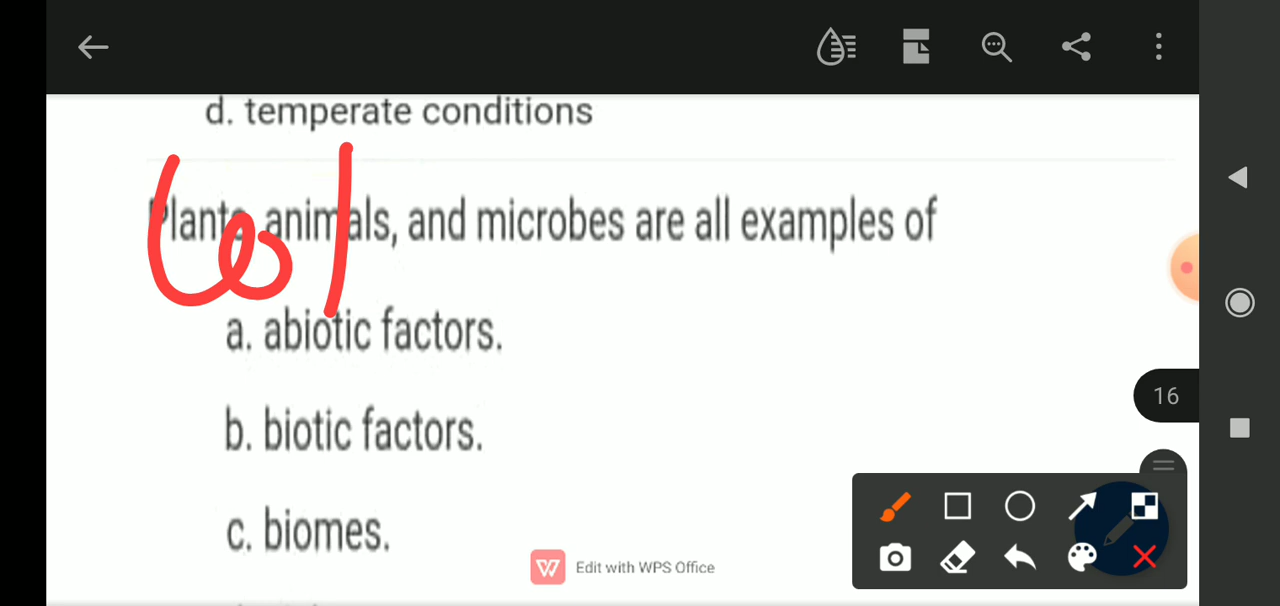 d. temperate conditions
Plants, animals, and microbes are all examples of
a. abiotic factors.
b. biotic factors.
16
c. biomes.
Edit with WPS Office